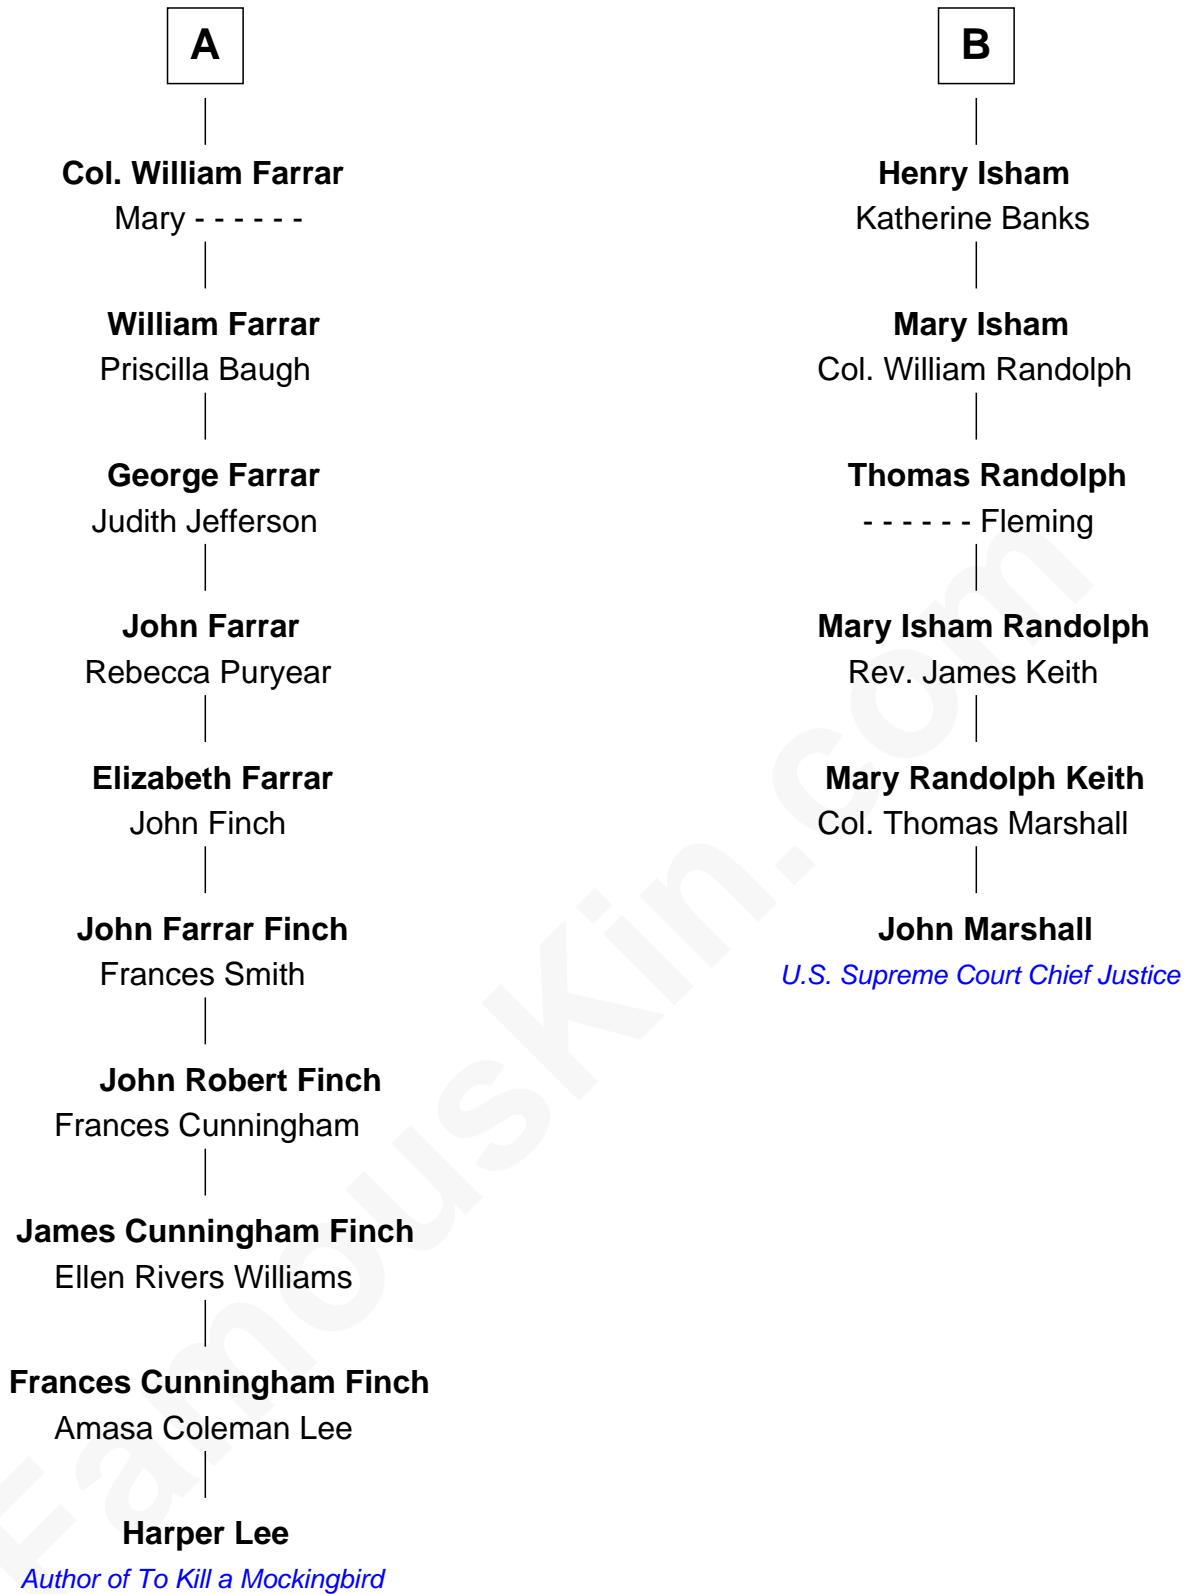 A
Col. William Farrar
Mary - - - - - -
William Farrar
Priscilla Baugh
George Farrar
Judith Jefferson
John Farrar
Rebecca Puryear
Elizabeth Farrar
John Finch
John Farrar Finch
Frances Smith
John Robert Finch
Frances Cunningham
James Cunningham Finch
Ellen Rivers Williams
Frances Cunningham Finch
Amasa Coleman Lee
Harper Lee
Author of To Kill a Mockingbird
B
Henry Isham
Katherine Banks
Mary Isham
Col. William Randolph
Thomas Randolph
- - - - - - Fleming
Mary Isham Randolph
Rev. James Keith
Mary Randolph Keith
Col. Thomas Marshall
John Marshall
U.S. Supreme Court Chief Justice
FamousKin.com